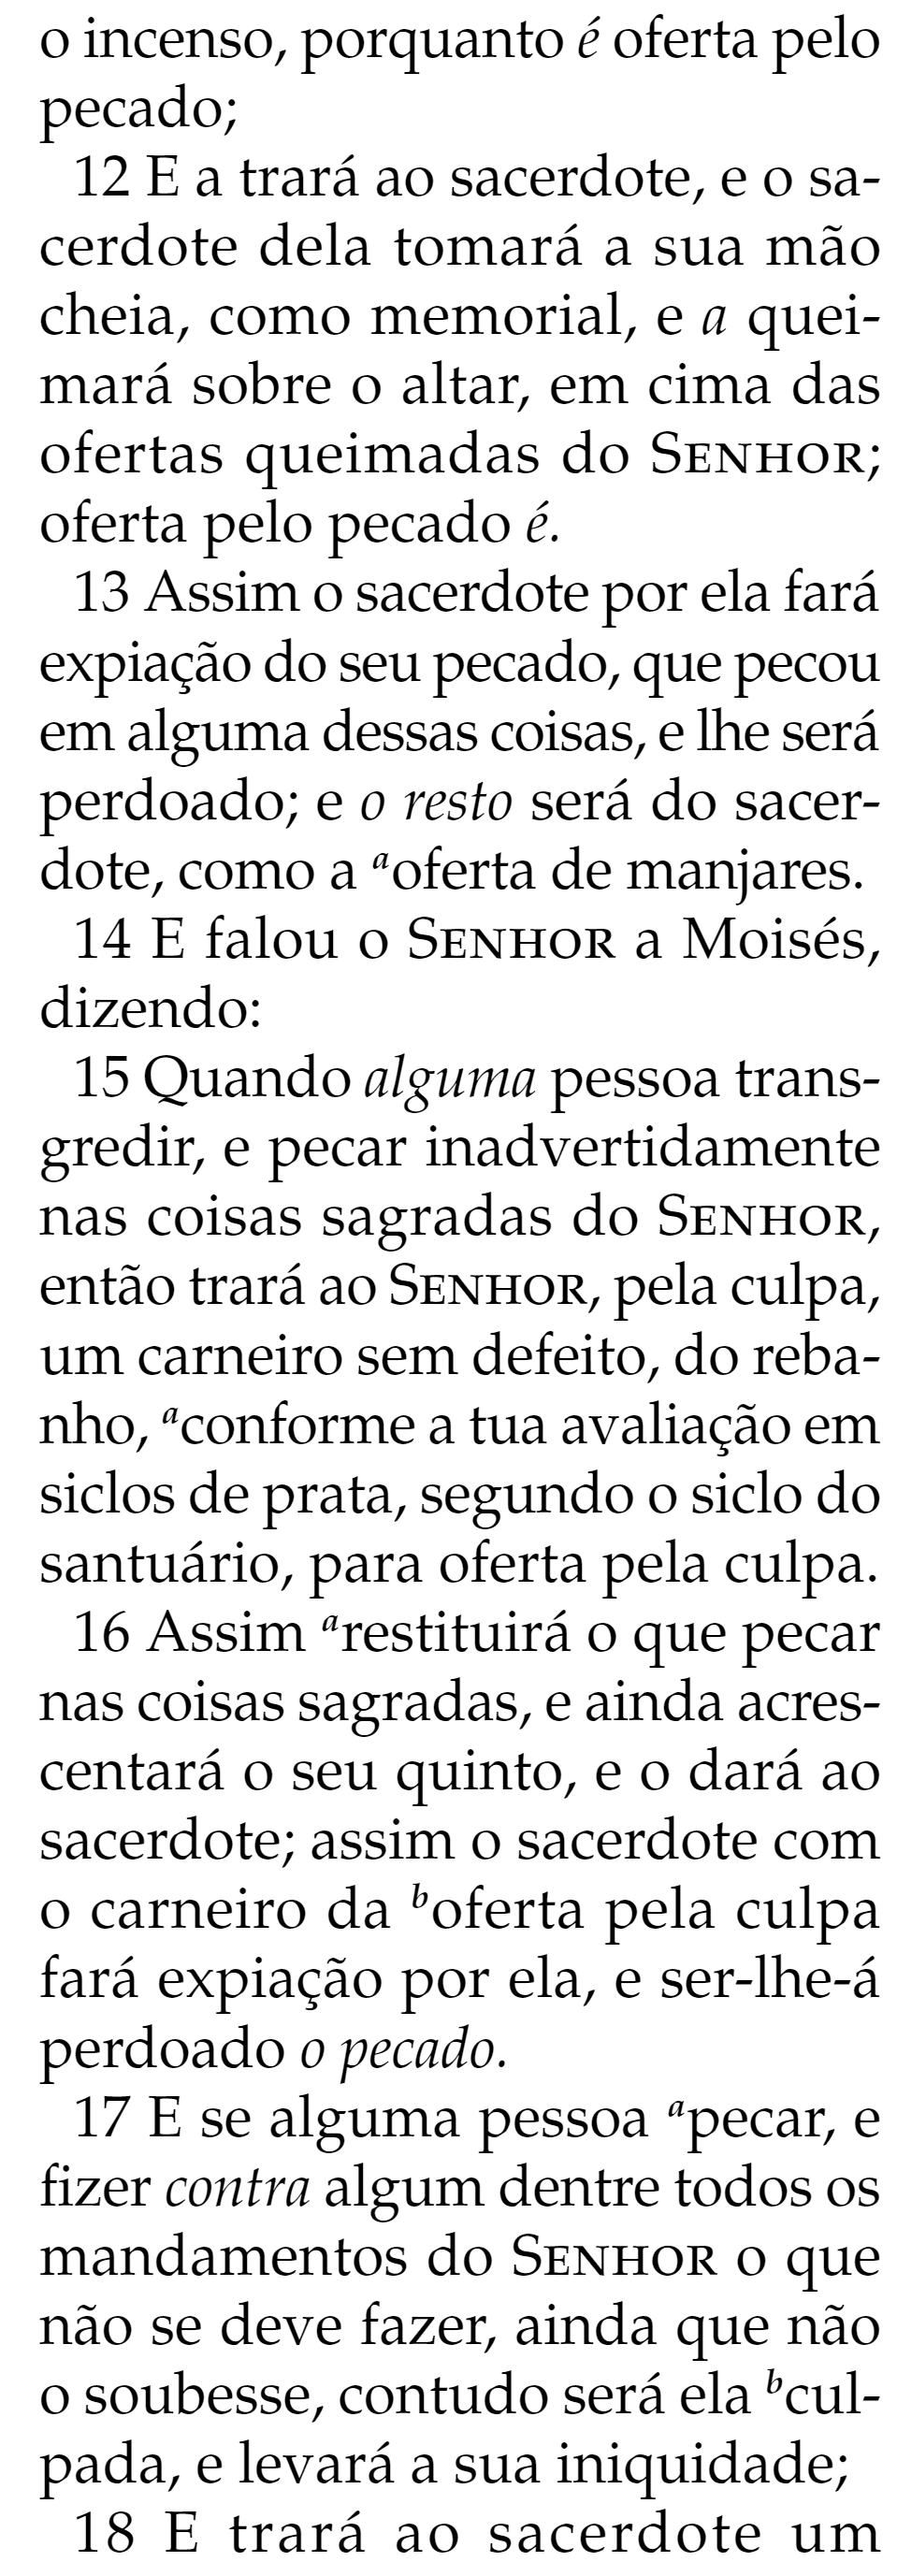 o incenso, porquanto é oferta pelo
pecado;
12 E a trará ao sacerdote, e o sa-
cerdote dela tomará a sua mão
cheia, como memorial, e a quei-
mará sobre o altar, em cima das
ofertas queimadas do SENHOR;
oferta pelo pecado é.
13 Assim o sacerdote por ela fará
expiação do seu pecado, que pecou
em alguma dessas coisas, e lhe será
perdoado; e o resto será do sacer-
dote, como a ᵃoferta de manjares.
14 E falou o SENHOR a Moisés,
dizendo:
15 Quando alguma pessoa trans-
gredir, e pecar inadvertidamente
nas coisas sagradas do SENHOR,
então trará ao SENHOR, pela culpa,
um carneiro sem defeito, do reba-
nho, ᵃconforme a tua avaliação em
siclos de prata, segundo o siclo do
santuário, para oferta pela culpa.
16 Assim ᵃrestituirá o que pecar
nas coisas sagradas, e ainda acres-
centará o seu quinto, e o dará ao
sacerdote; assim o sacerdote com
o carneiro da ᵇoferta pela culpa
fará expiação por ela, e ser-lhe-á
perdoado o pecado.
17 E se alguma pessoa ᵃpecar, e
fizer contra algum dentre todos os
mandamentos do SENHOR o que
não se deve fazer, ainda que não
o soubesse, contudo será ela ᵇcul-
pada, e levará a sua iniquidade;
18 E trará ao sacerdote um